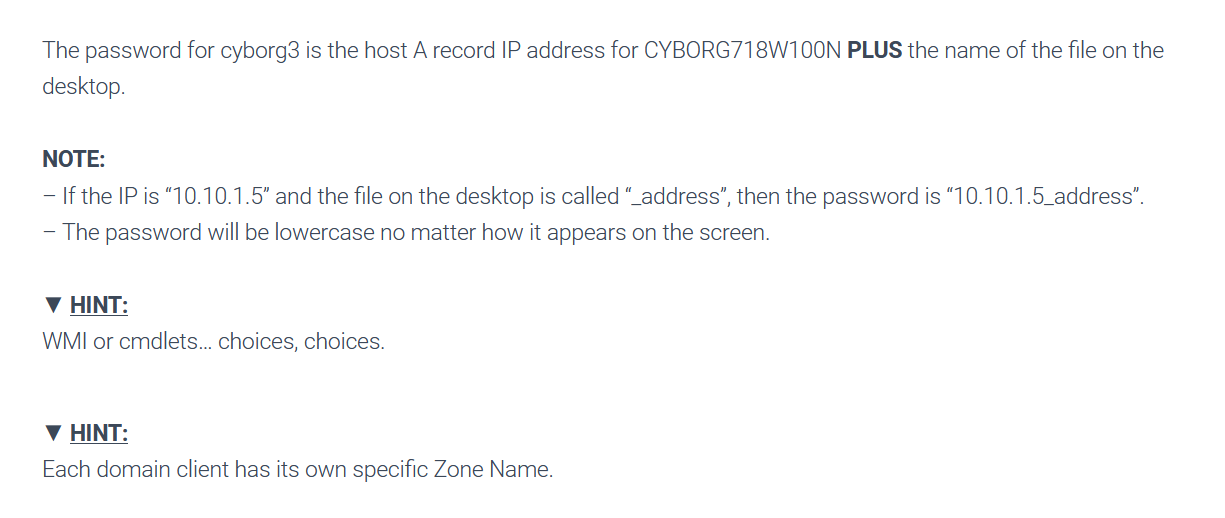 The password for cyborg3 is the host A record IP address for CYBORG718W100N PLUS the name of the file on the
desktop.
NOTE:
– If the IP is “10.10.1.5” and the file on the desktop is called “_address”, then the password is “10.10.1.5_address”.
– The password will be lowercase no matter how it appears on the screen.
▼ HINT:
WMI or cmdlets… choices, choices.
▼ HINT:
Each domain client has its own specific Zone Name.